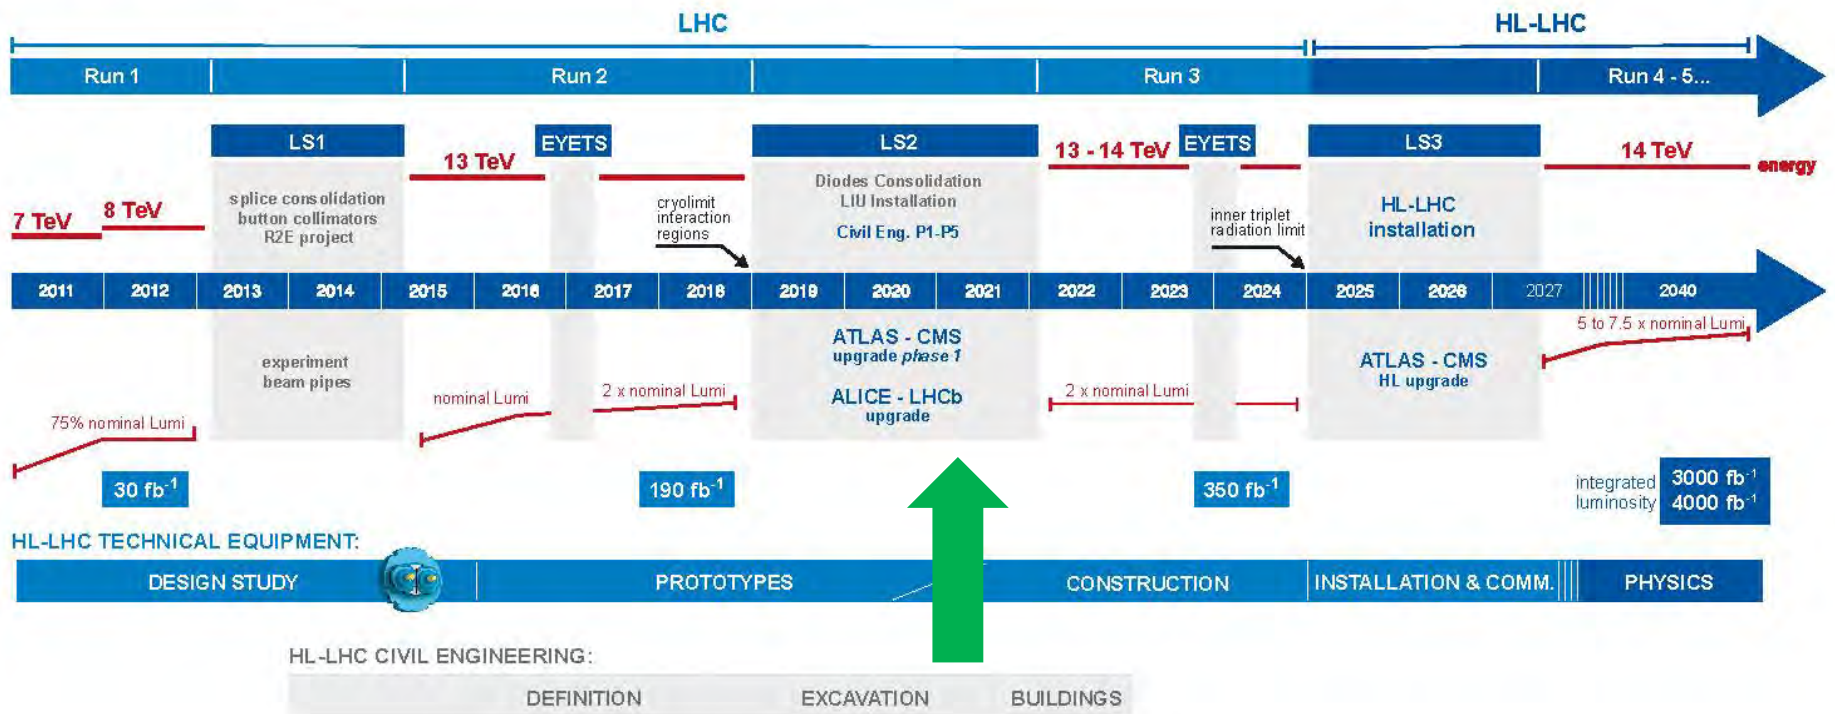 LHC
HL-LHC
Run 1
Run 2
Run 3
Run 4 - 5...
LS1
EYETS
LS2
EYETS
LS3
13 TeV
13 - 14 TeV
14 TeV
energy
7 TeV
8 TeV
splice consolidation
button collimators
R2E project
cryolimit
interaction
regions
Diodes Consolidation
LIU Installation
Civil Eng. P1-P5
inner triplet
radiation limit
HL-LHC
installation
2011
2012
2013
2014
2015
2016
2017
2018
2019
2020
2021
2022
2023
2024
2025
2026
2027
2040
75% nominal Lumi
experiment
beam pipes
nominal Lumi
2 x nominal Lumi
ATLAS - CMS
upgrade phase 1
ALICE - LHCb
upgrade
2 x nominal Lumi
ATLAS - CMS
HL upgrade
5 to 7.5 x nominal Lumi
30 fb-1
190 fb-1
350 fb-1
integrated
luminosity
3000 fb-1
4000 fb-1
HL-LHC TECHNICAL EQUIPMENT:
DESIGN STUDY
PROTOTYPES
CONSTRUCTION
INSTALLATION & COMM.
PHYSICS
HL-LHC CIVIL ENGINEERING:
DEFINITION
EXCAVATION
BUILDINGS